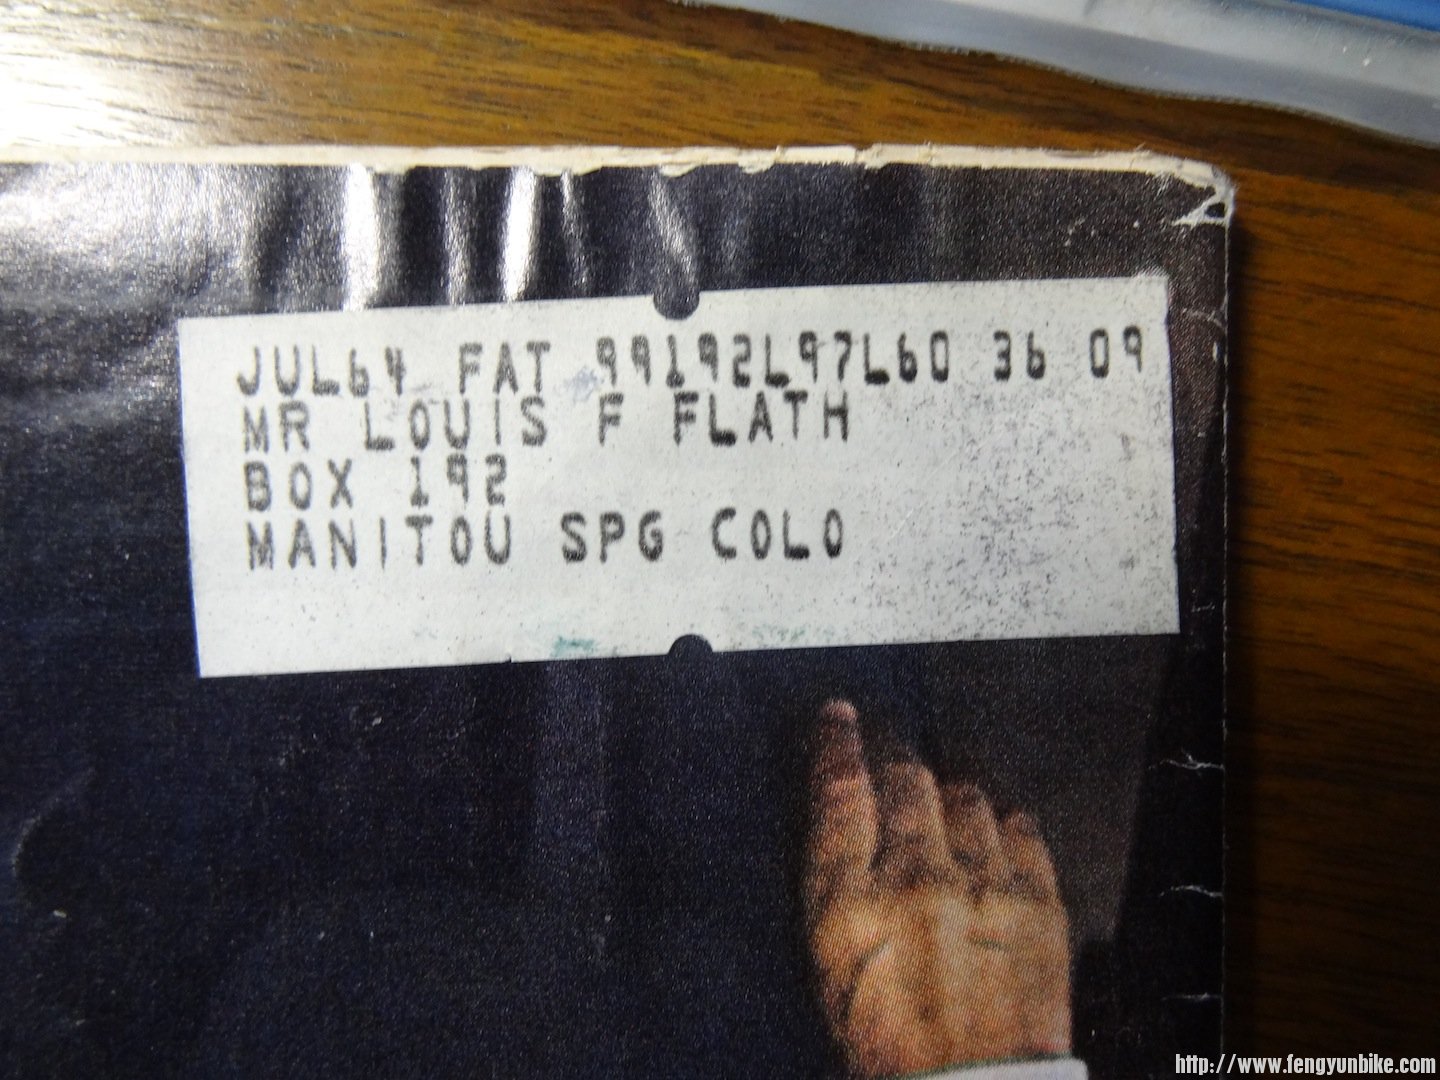 JUL64 FAT 99192L97L60 36 09
MR LOUIS F FLATH
BOX 192
MANITOU SPG COLO
http://www.fengyunbike.com